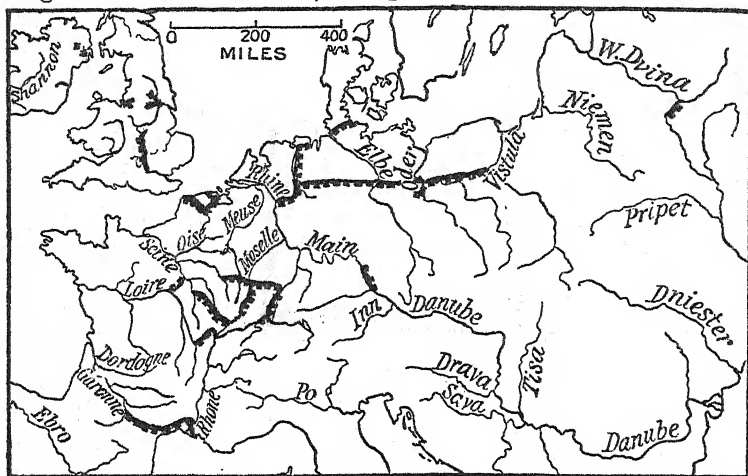 0 200 400
MILES
Shannon
W. Dvina
Niemen
Elbe
Oder
Vistula
Rhine
Meuse
Oise
Seine
Moselle
Main
Pripet
Loire
Inn
Danube
Dniester
Dordogne
Drava
Tisa
Garonne
Rhone
Po
Sava
Ebro
Danube